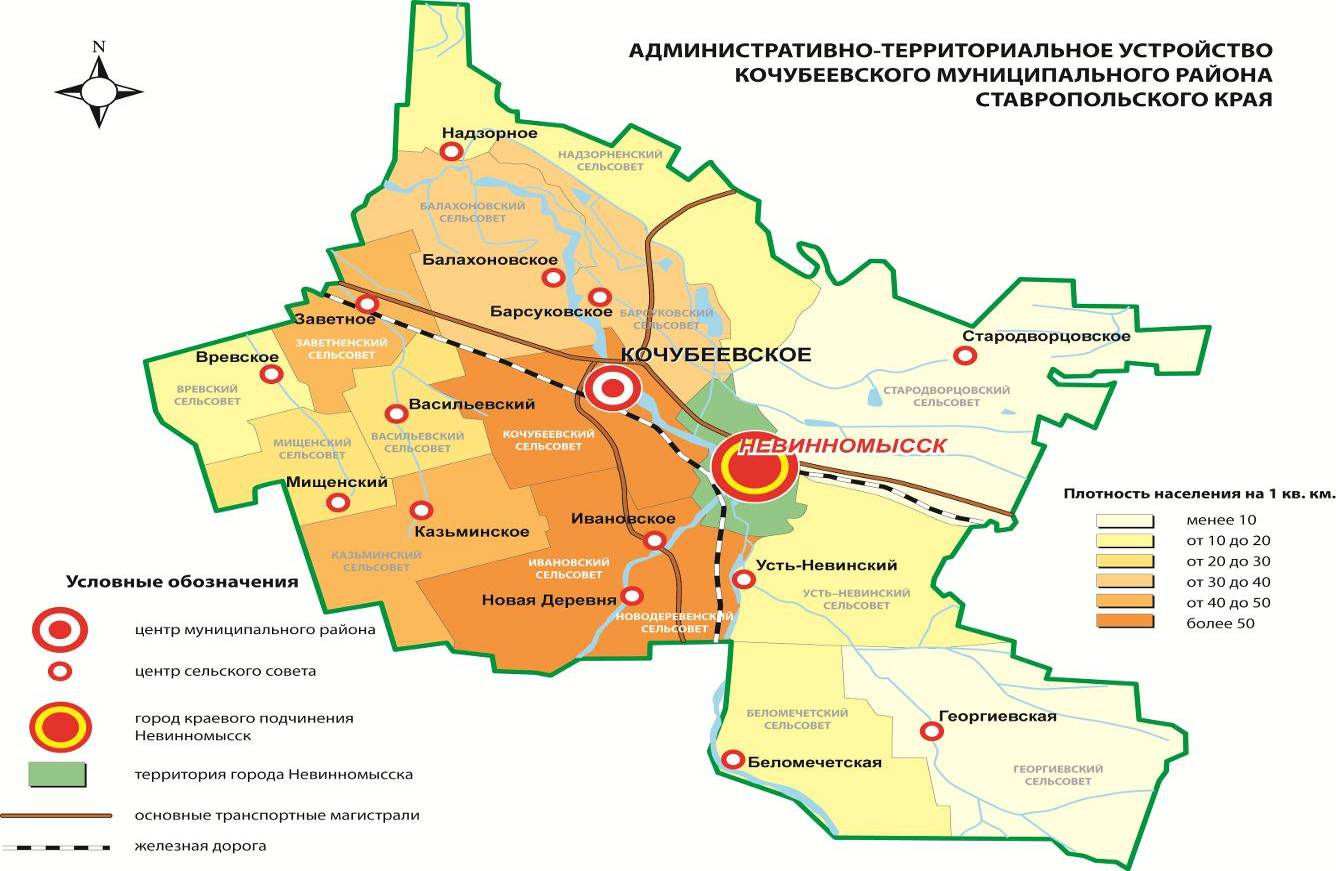 АДМИНИСТРАТИВНО-ТЕРРИТОРИАЛЬНОЕ УСТРОЙСТВО
КОЧУБЕЕВСКОГО МУНИЦИПАЛЬНОГО РАЙОНА
СТАВРОПОЛЬСКОГО КРАЯ
N
Надзорное
НАДЗОРНЕНСКИЙ
СЕЛЬСОВЕТ
БАЛАХОНОВСКИЙ
СЕЛЬСОВЕТ
Балахоновское
Барсуковское
БАРСУКОВСКИЙ
СЕЛЬСОВЕТ
Заветное
ЗАВЕТНЕНСКИЙ
СЕЛЬСОВЕТ
КОЧУБЕЕВСКОЕ
Стародворцовское
СТАРОДВОРЦОВСКИЙ
СЕЛЬСОВЕТ
Вревское
ВРЕВСКИЙ
СЕЛЬСОВЕТ
Васильевский
ВАСИЛЬЕВСКИЙ
СЕЛЬСОВЕТ
КОЧУБЕЕВСКИЙ
СЕЛЬСОВЕТ
НЕВИННОМЫССК
МИЩЕНСКИЙ
СЕЛЬСОВЕТ
Мищенский
Казьминское
КАЗЬМИНСКИЙ
СЕЛЬСОВЕТ
Ивановское
ИВАНОВСКИЙ
СЕЛЬСОВЕТ
Новая Деревня
НОВОДЕРЕВЕНСКИЙ
СЕЛЬСОВЕТ
Усть-Невинский
УСТЬ-НЕВИНСКИЙ
СЕЛЬСОВЕТ
БЕЛОМЕЧЕТСКИЙ
СЕЛЬСОВЕТ
Беломечетская
Георгиевская
ГЕОРГИЕВСКИЙ
СЕЛЬСОВЕТ
Плотность населения на 1 кв. км.
менее 10
от 10 до 20
от 20 до 30
от 30 до 40
от 40 до 50
более 50
Условные обозначения
центр муниципального района
центр сельского совета
город краевого подчинения
Невинномысск
территория города Невинномысска
основные транспортные магистрали
железная дорога